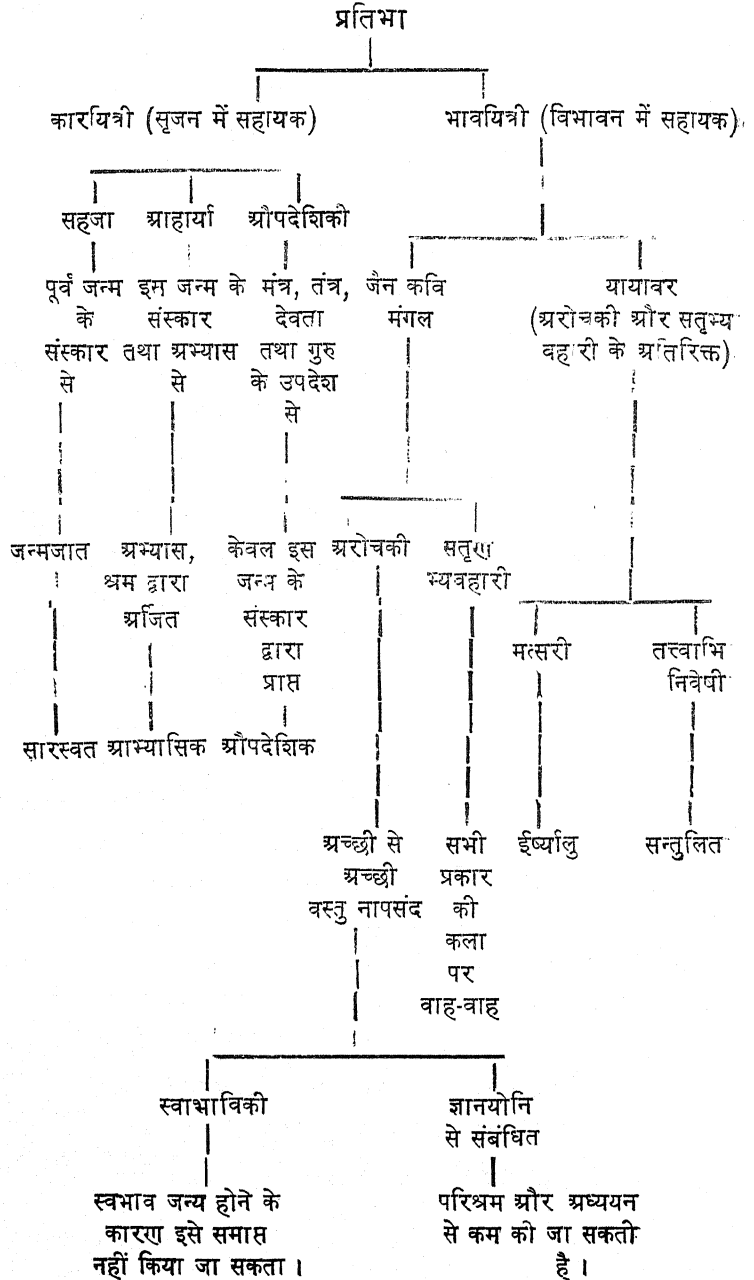 प्रतिभा
कारयित्री (सृजन में सहायक)
भावयित्री (विभावन में सहायक)
सहजा
आहार्या
औपदेशिकी
पूर्व जन्म
के
संस्कार
से
इस जन्म के
संस्कार
तथा अभ्यास
से
मंत्र, तंत्र,
देवता
तथा गुरु
के उपदेश
से
जैन कवि
मंगल
यायावर
(अरोचकी और सतृभ्य
वहारी के अतिरिक्त)
जन्मजात
अभ्यास,
श्रम द्वारा
अर्जित
केवल इस
जन्म के
संस्कार
द्वारा
प्राप्त
अरोचकी
सतृण
भ्यवहारी
मत्सरी
तत्त्वाभि
निवेषी
सारस्वत
आभ्यासिक
औपदेशिक
अच्छी से
अच्छी
वस्तु नापसंद
सभी
प्रकार
की
कला
पर
वाह-वाह
ईर्ष्यालु
सन्तुलित
स्वाभाविकी
ज्ञानयोनि
से संबंधित
स्वभाव जन्य होने के
कारण इसे समाप्त
नहीं किया जा सकता।
परिश्रम और अध्ययन
से कम की जा सकती
है।